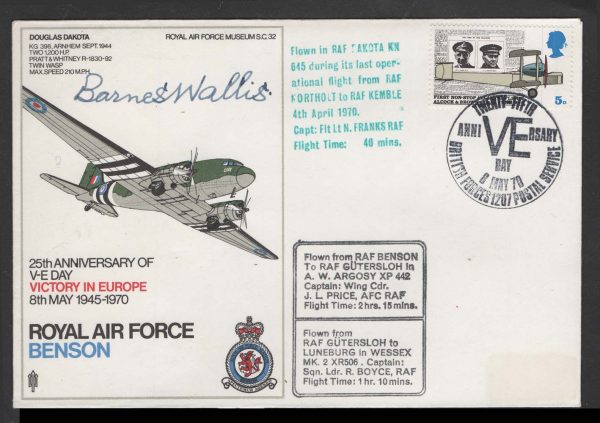 DOUGLAS DAKOTA
KG 398, ARNHEM SEPT. 1944
TWO 1,200 H.P.
PRATT & WHITNEY R-1830-92
TWIN WASP
MAX. SPEED 210 M.P.H.
ROYAL AIR FORCE MUSEUM S.C 32
Barnes Wallis
25th ANNIVERSARY OF
V-E DAY
VICTORY IN EUROPE
8th MAY 1945-1970
ROYAL AIR FORCE
BENSON
Flown in RAF DAKOTA KN
645 during its last oper-
ational flight from RAF
NORTHOLT to RAF KEMBLE
4th April 1970.
Capt: Flt Lt N. FRANKS RAF
Flight Time: 40 mins.
FIRST NON-STOP
ALCOCK & BROWN
5D
TWENTY-FIFTH
ANNIVERSARY
VE
DAY
8 MAY 70
BRITISH FORCES 1207 POSTAL SERVICE
Flown from RAF BENSON
To RAF GÜTERSLOH in
A. W. ARGOSY XP 442
Captain: Wing Cdr.
J. L. PRICE, AFC RAF
Flight Time: 2 hrs. 15 mins.
Flown from
RAF GÜTERSLOH to
LUNEBURG in WESSEX
MK. 2 XR506. Captain:
Sqn. Ldr. R. BOYCE, RAF
Flight Time: 1 hr. 10 mins.